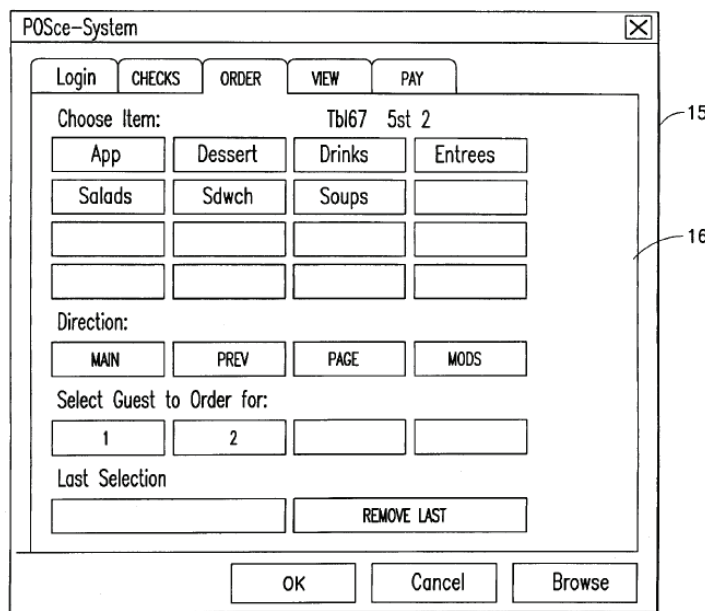 POSce-System
Login CHECKS ORDER VIEW PAY
Choose Item: Tbl67 5st 2
15
App Dessert Drinks Entrees
Salads Sdwch Soups
16
Direction:
MAIN PREV PAGE MODS
Select Guest to Order for:
1 2
Last Selection
REMOVE LAST
OK Cancel Browse